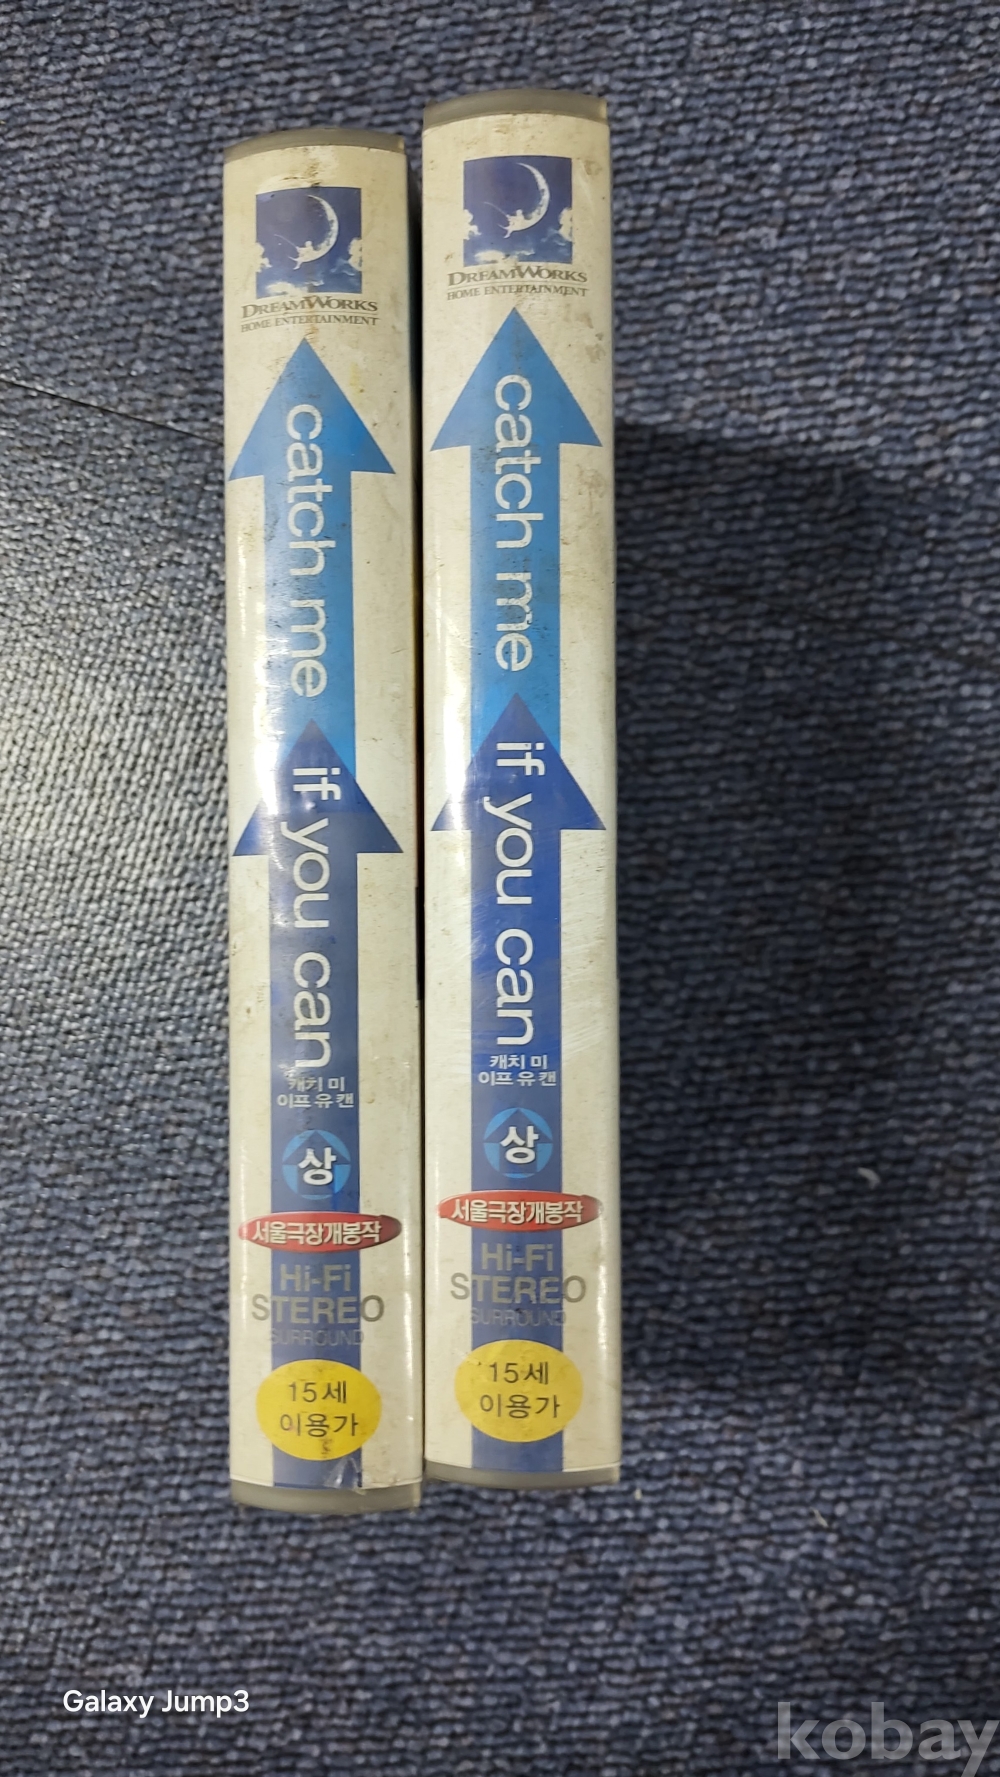 DREAMWORKS
HOME ENTERTAINMENT
catch me
if you can
캐치 미
이프 유 캔
상
서울극장개봉작
Hi-Fi
STEREO
SURROUND
15세
이용가
DREAMWORKS
HOME ENTERTAINMENT
catch me
if you can
캐치 미
이프 유 캔
상
서울극장개봉작
Hi-Fi
STEREO
SURROUND
15세
이용가
Galaxy Jump3
kobay